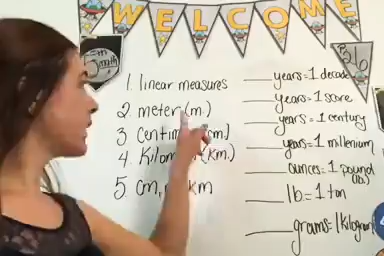 WELCOME
1. linear measures
2. meter (m.)
3 centim m.)
4. Kilom (km.)
5 cm, km
years = 1 decade
years = 1 score
years = 1 century
years = 1 millenium
ounces = 1 pound (lb.)
lb = 1 ton
grams = 1 kilogram